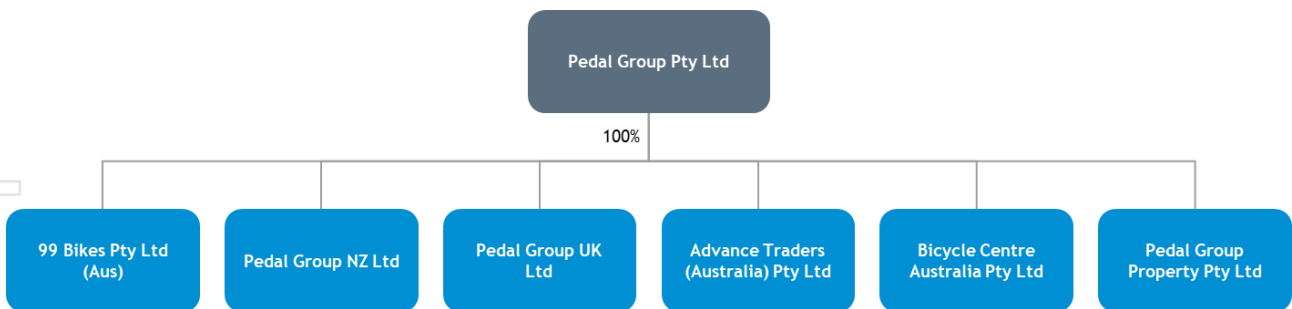 Pedal Group Pty Ltd
100%
99 Bikes Pty Ltd
(Aus)
Pedal Group NZ Ltd
Pedal Group UK
Ltd
Advance Traders
(Australia) Pty Ltd
Bicycle Centre
Australia Pty Ltd
Pedal Group
Property Pty Ltd